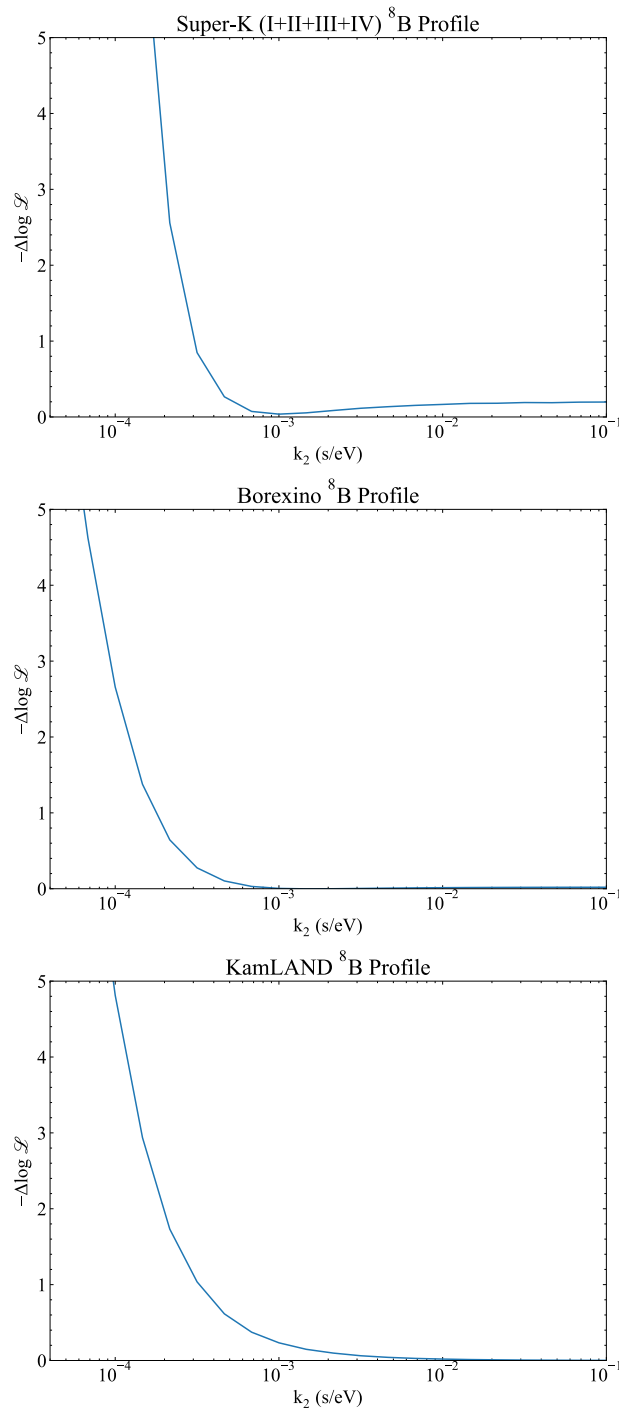 Super-K (I+II+III+IV) ⁸B Profile
5
4
3
2
1
0
−Δlog ℒ
10⁻⁴ 10⁻³ 10⁻² 10⁻¹
k₂ (s/eV)
Borexino ⁸B Profile
5
4
3
2
1
0
−Δlog ℒ
10⁻⁴ 10⁻³ 10⁻² 10⁻¹
k₂ (s/eV)
KamLAND ⁸B Profile
5
4
3
2
1
0
−Δlog ℒ
10⁻⁴ 10⁻³ 10⁻² 10⁻¹
k₂ (s/eV)